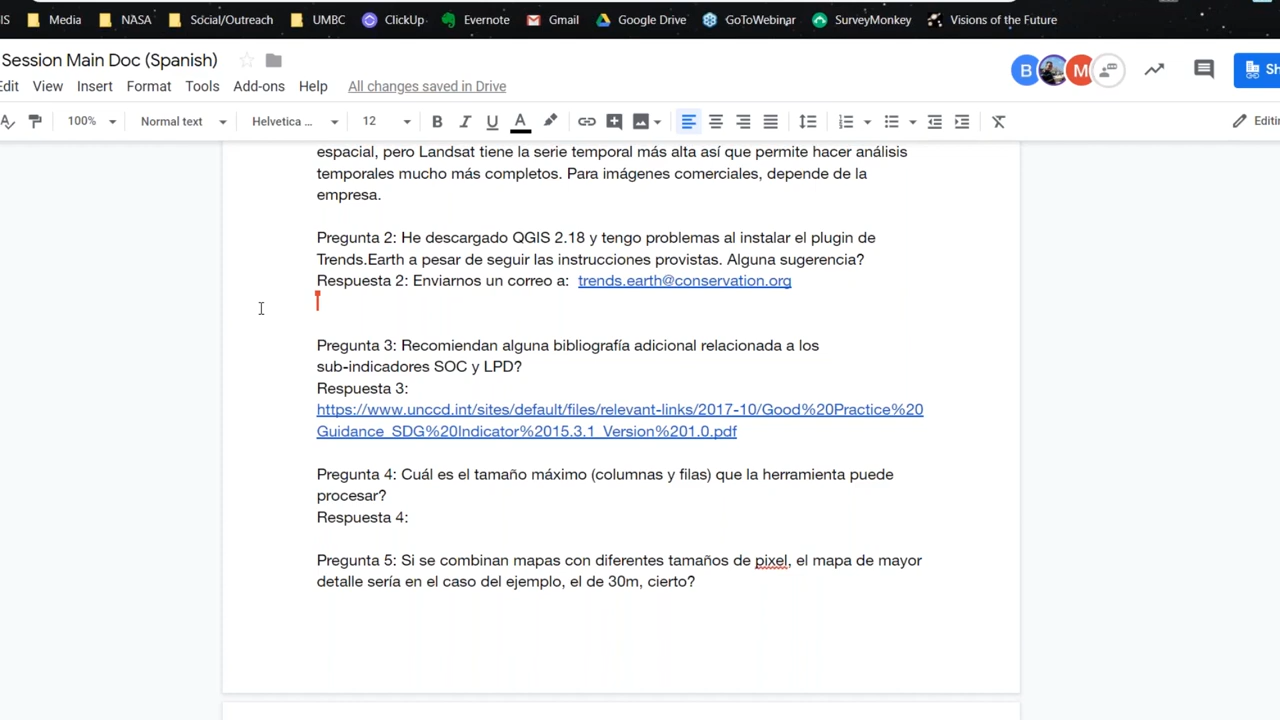 IS Media NASA Social/Outreach UMBC ClickUp Evernote Gmail Google Drive GoToWebinar SurveyMonkey Visions of the Future
Session Main Doc (Spanish)
Edit View Insert Format Tools Add-ons Help All changes saved in Drive
B M Sh
100% Normal text Helvetica ... 12 B I U A Editin
espacial, pero Landsat tiene la serie temporal más alta así que permite hacer análisis
temporales mucho más completos. Para imágenes comerciales, depende de la
empresa.
Pregunta 2: He descargado QGIS 2.18 y tengo problemas al instalar el plugin de
Trends.Earth a pesar de seguir las instrucciones provistas. Alguna sugerencia?
Respuesta 2: Enviarnos un correo a: trends.earth@conservation.org
Pregunta 3: Recomiendan alguna bibliografía adicional relacionada a los
sub-indicadores SOC y LPD?
Respuesta 3:
https://www.unccd.int/sites/default/files/relevant-links/2017-10/Good%20Practice%20
Guidance_SDG%20Indicator%2015.3.1_Version%201.0.pdf
Pregunta 4: Cuál es el tamaño máximo (columnas y filas) que la herramienta puede
procesar?
Respuesta 4:
Pregunta 5: Si se combinan mapas con diferentes tamaños de pixel, el mapa de mayor
detalle sería en el caso del ejemplo, el de 30m, cierto?